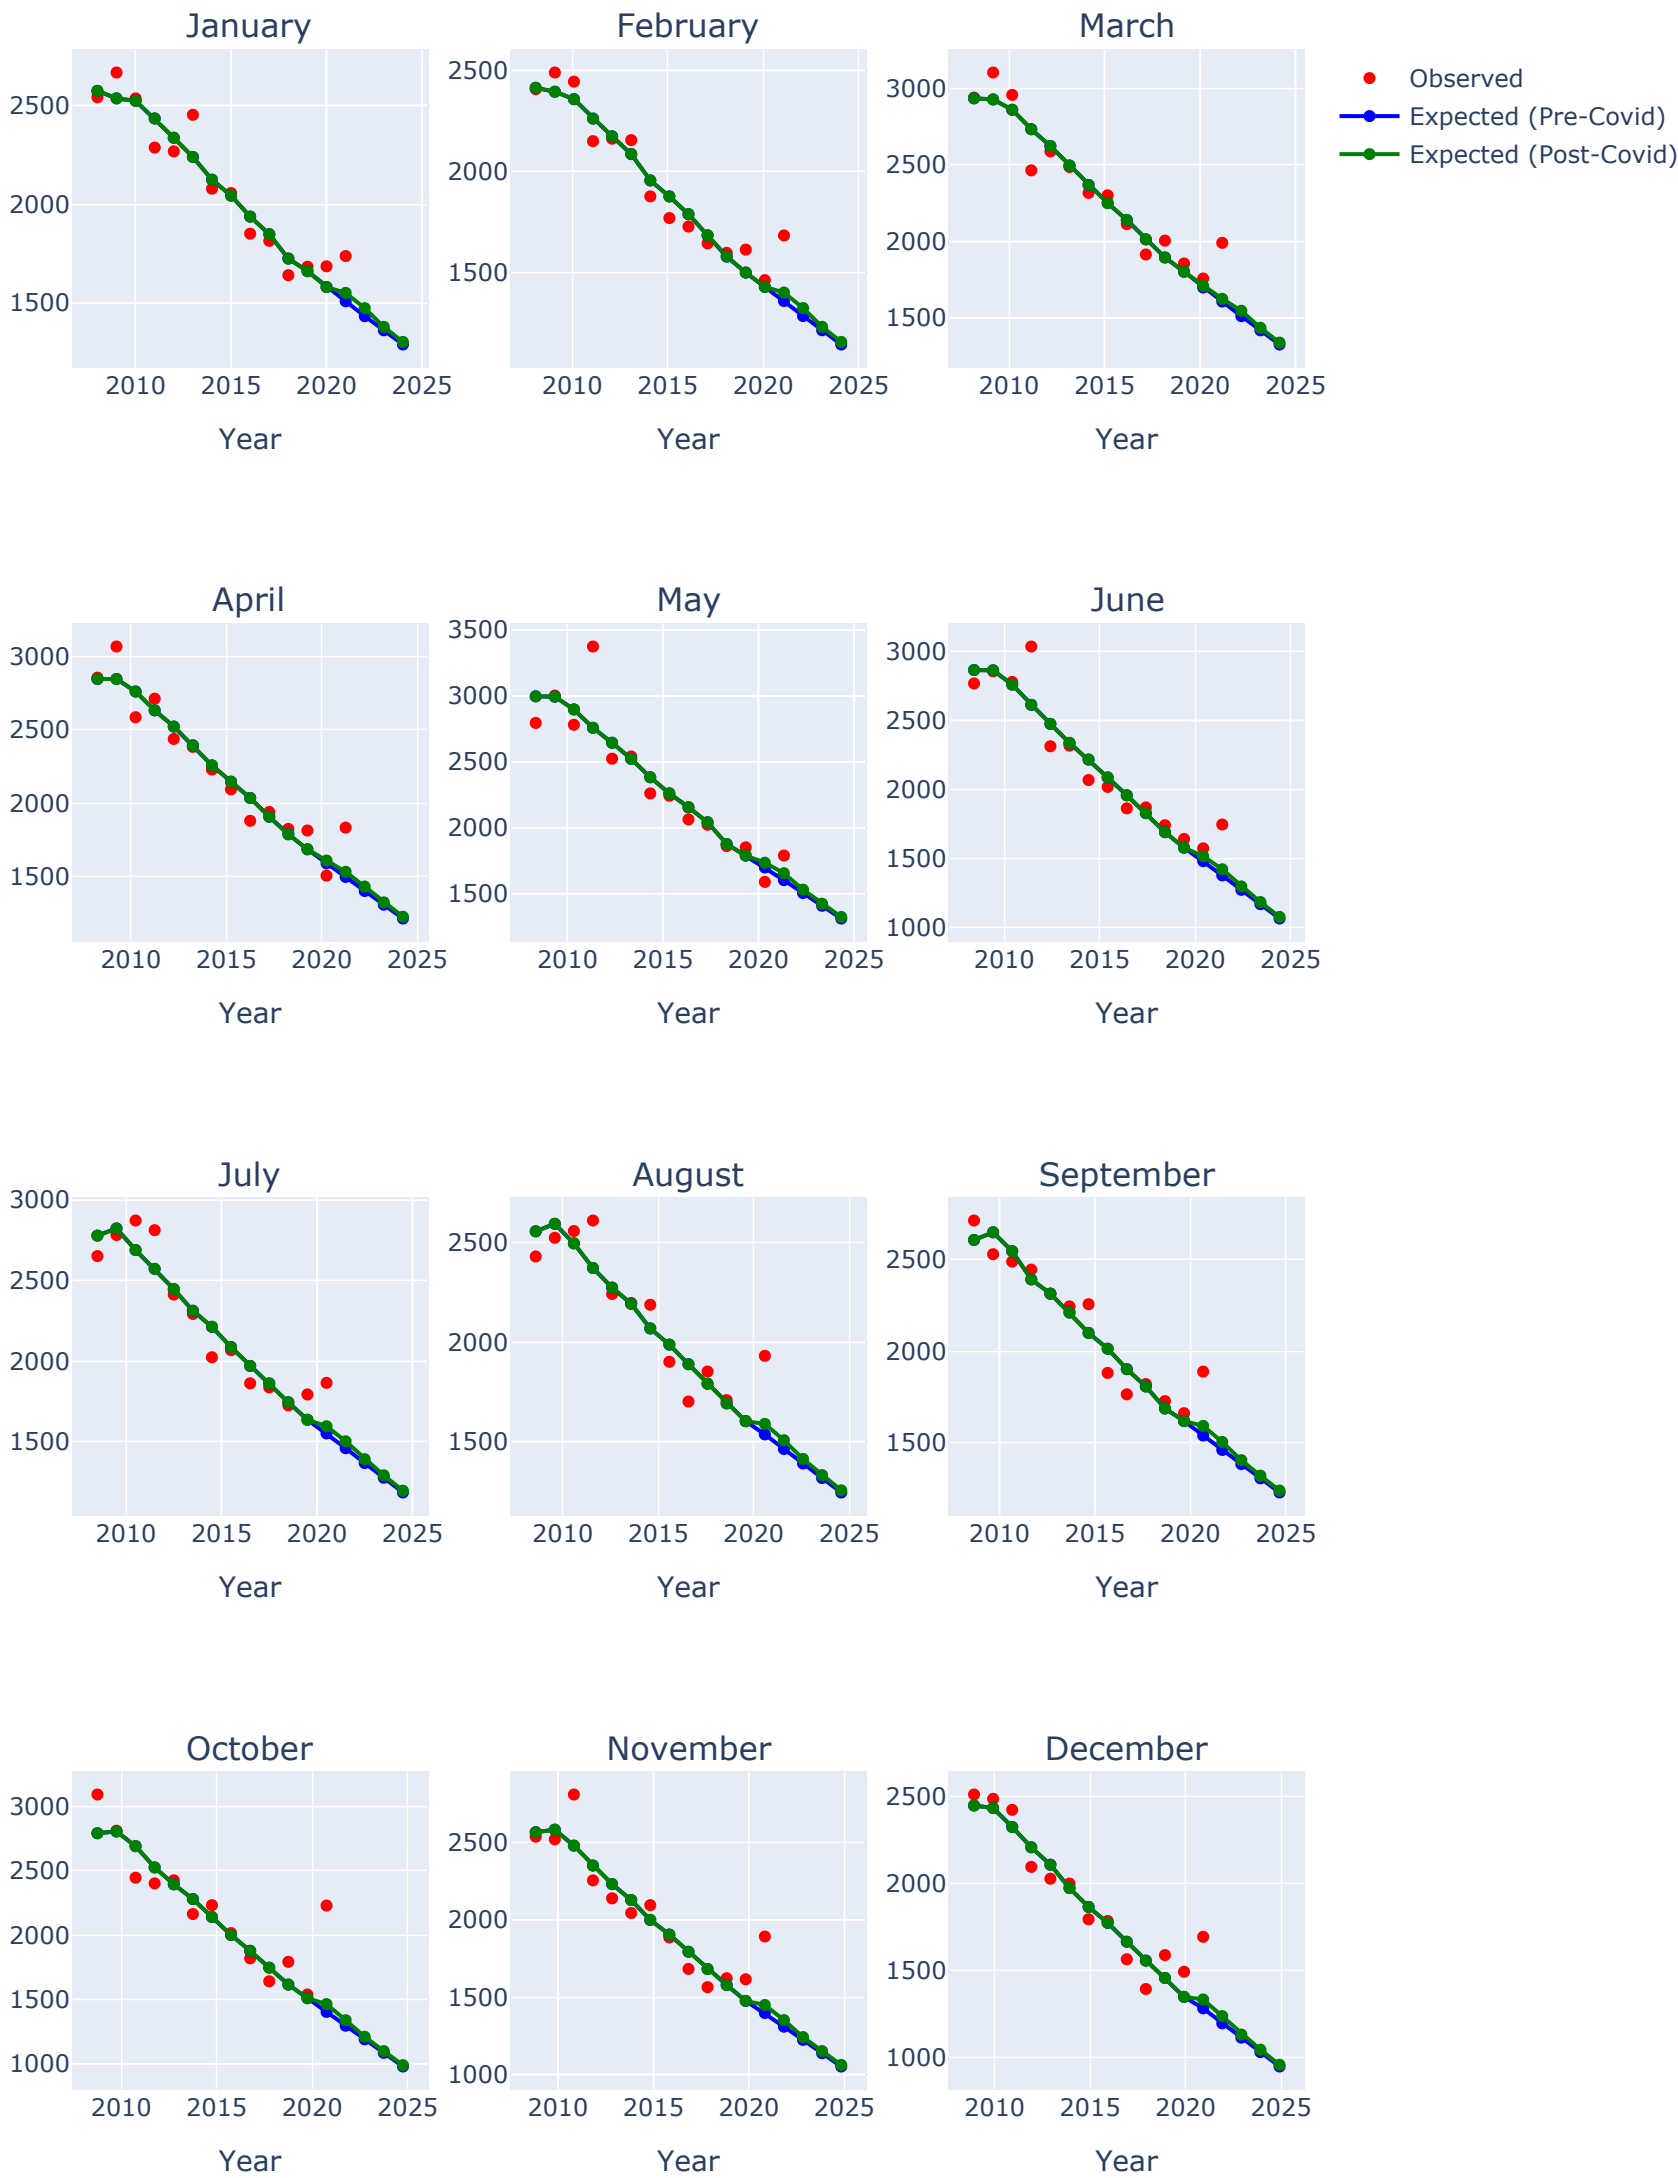 January February March
Observed
Expected (Pre-Covid)
Expected (Post-Covid)
2500
2000
1500
2010 2015 2020 2025
Year
2500
2000
1500
2010 2015 2020 2025
Year
3000
2500
2000
1500
2010 2015 2020 2025
Year
April May June
3000
2500
2000
1500
2010 2015 2020 2025
Year
3500
3000
2500
2000
1500
2010 2015 2020 2025
Year
3000
2500
2000
1500
1000
2010 2015 2020 2025
Year
July August September
3000
2500
2000
1500
2010 2015 2020 2025
Year
2500
2000
1500
2010 2015 2020 2025
Year
2500
2000
1500
2010 2015 2020 2025
Year
October November December
3000
2500
2000
1500
1000
2010 2015 2020 2025
Year
2500
2000
1500
1000
2010 2015 2020 2025
Year
2500
2000
1500
1000
2010 2015 2020 2025
Year